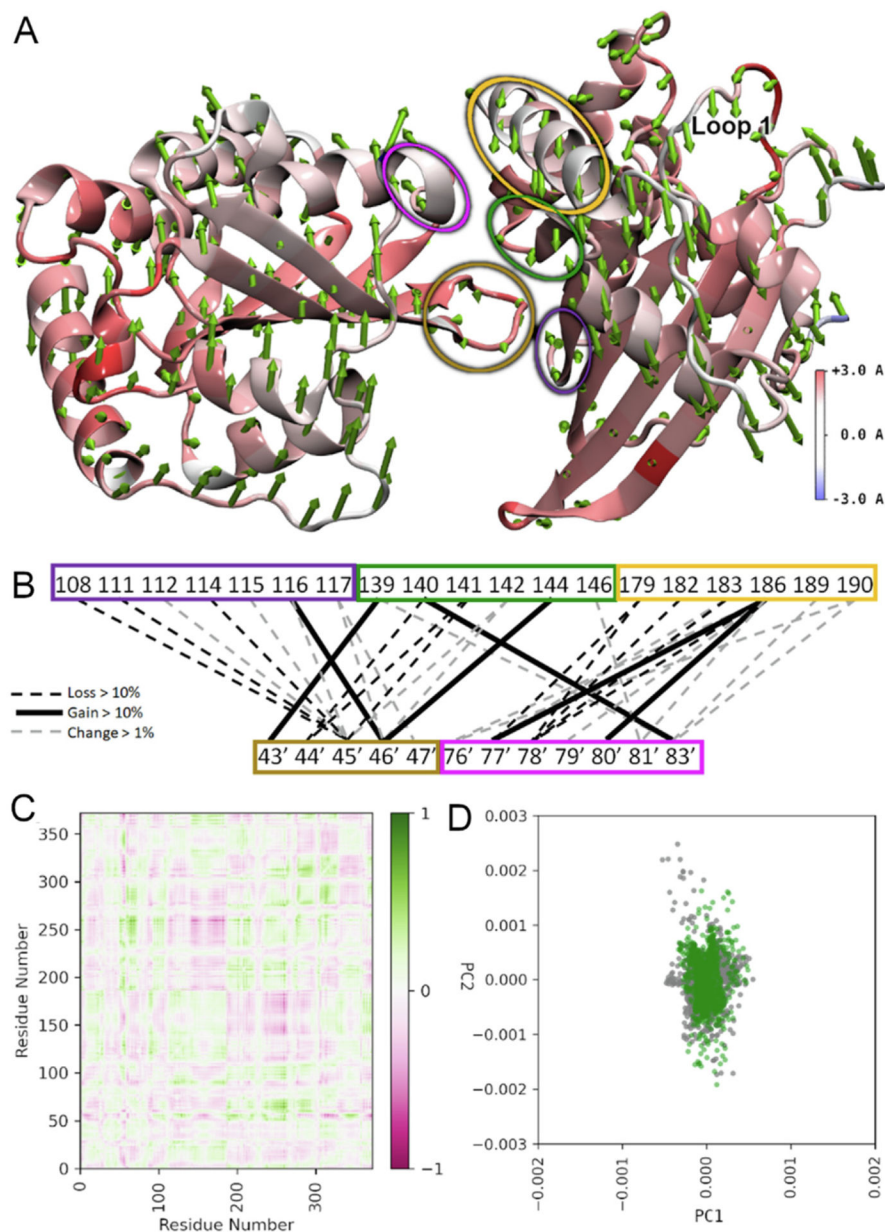 A
Loop 1
+3.0 A
0.0 A
-3.0 A
B
108 111 112 114 115 116 117 139 140 141 142 144 146 179 182 183 186 189 190
Loss > 10%
Gain > 10%
Change > 1%
43’ 44’ 45’ 46’ 47’ 76’ 77’ 78’ 79’ 80’ 81’ 83’
C
350
300
250
200
150
100
50
0
0 100 200 300
Residue Number
Residue Number
1
0
−1
D
0.003
0.002
0.001
0.000
−0.001
−0.002
−0.003
PC2
−0.002 −0.001 0.000 0.001 0.002
PC1